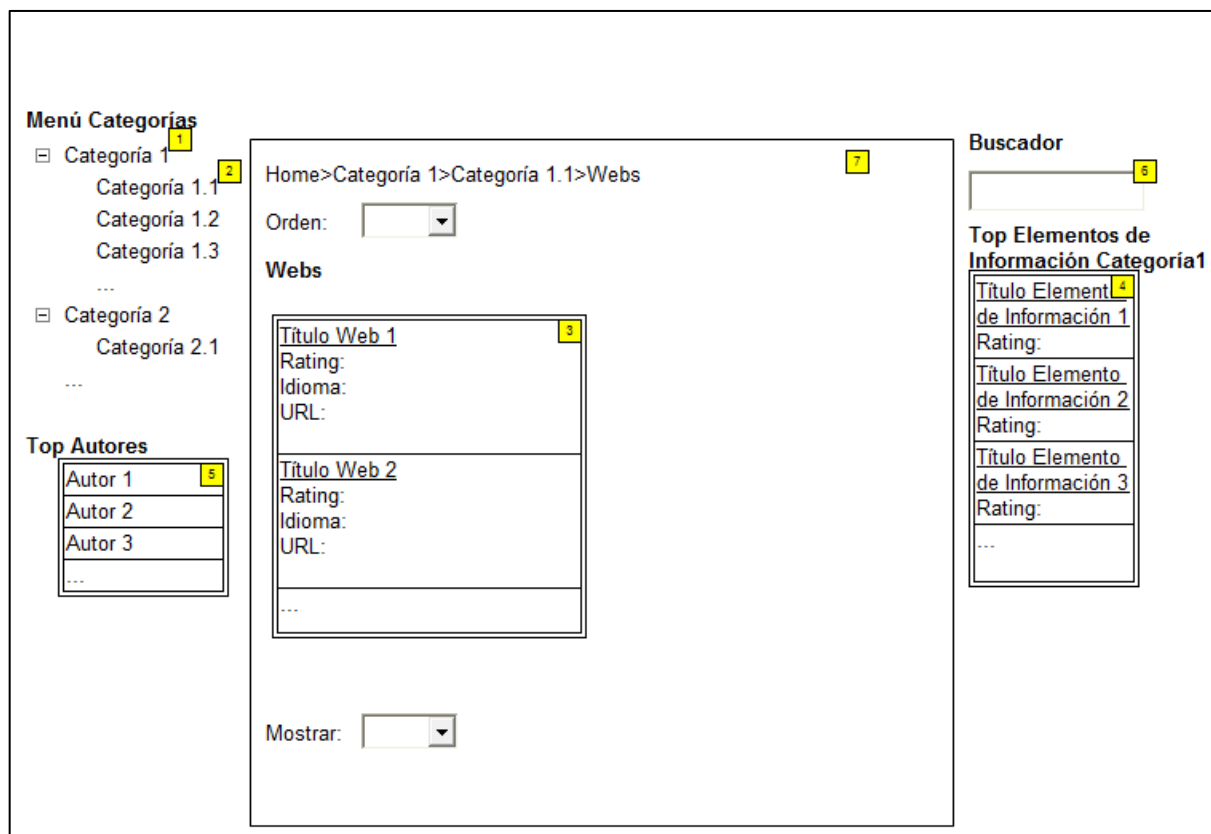 Menú Categorías
1
Categoría 1
2
Categoría 1.1
Categoría 1.2
Categoría 1.3
...
Categoría 2
Categoría 2.1
...
Top Autores
5
Autor 1
Autor 2
Autor 3
...
7
Home>Categoría 1>Categoría 1.1>Webs
Orden:
Webs
3
Título Web 1
Rating:
Idioma:
URL:
Título Web 2
Rating:
Idioma:
URL:
...
Mostrar:
Buscador
6
Top Elementos de
Información Categoría1
4
Título Element
de Información 1
Rating:
Título Elemento
de Información 2
Rating:
Título Elemento
de Información 3
Rating:
...